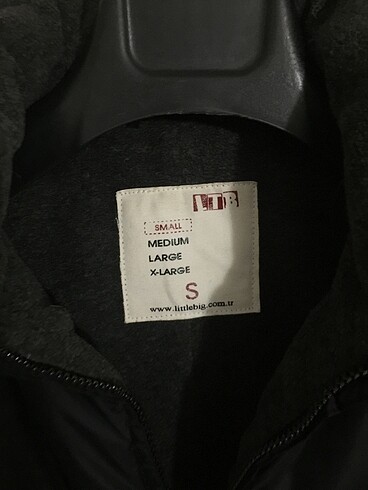 LTB
SMALL
MEDIUM
LARGE
X-LARGE
S
www.littlebig.com.tr